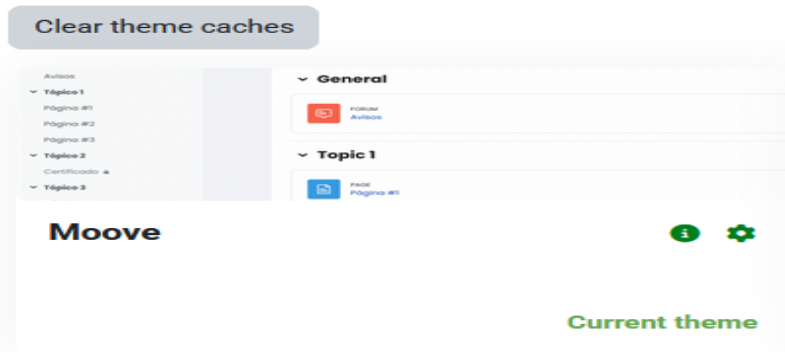 Clear theme caches
Avisos
Tópico 1
Página #1
Página #2
Página #3
Tópico 2
Certificado
Tópico 3
General
FORUM
Avisos
Topic 1
PAGE
Página #1
Moove
Current theme